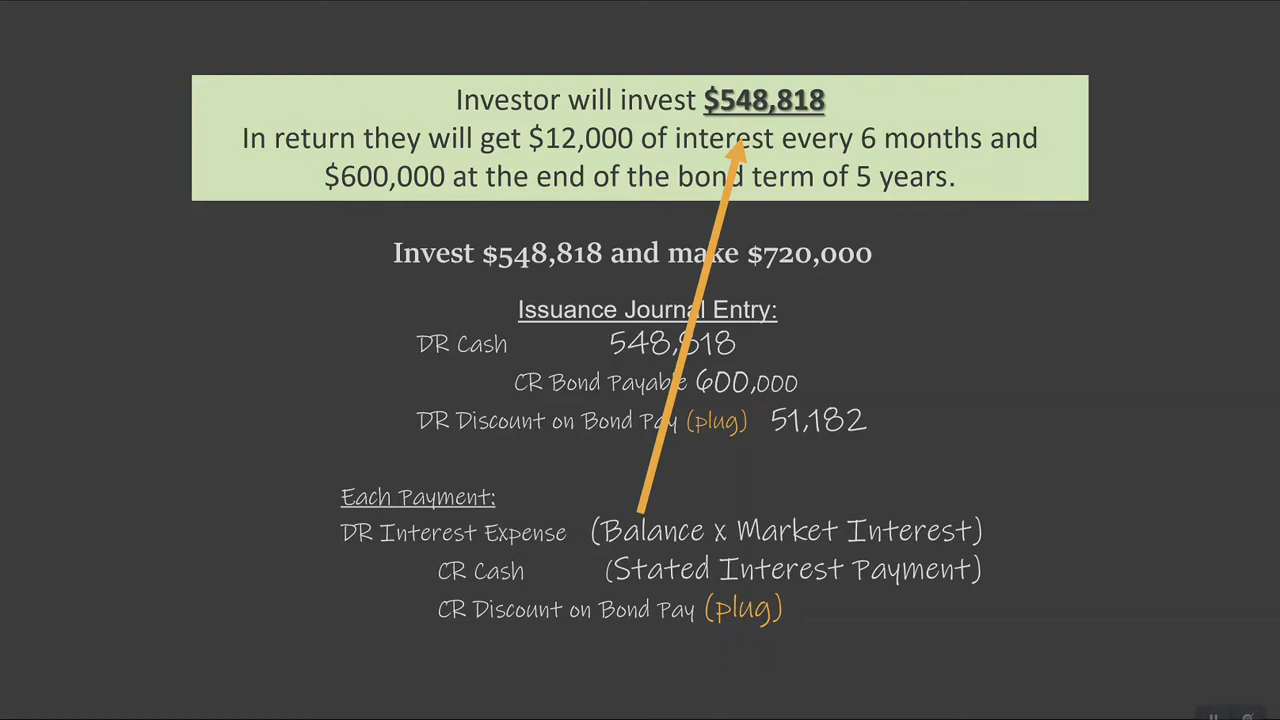 Investor will invest $548,818
In return they will get $12,000 of interest every 6 months and
$600,000 at the end of the bond term of 5 years.
Invest $548,818 and make $720,000
Issuance Journal Entry:
DR Cash 548,818
CR Bond Payable 600,000
DR Discount on Bond Pay (plug) 51,182
Each Payment:
DR Interest Expense (Balance x Market Interest)
CR Cash (Stated Interest Payment)
CR Discount on Bond Pay (plug)